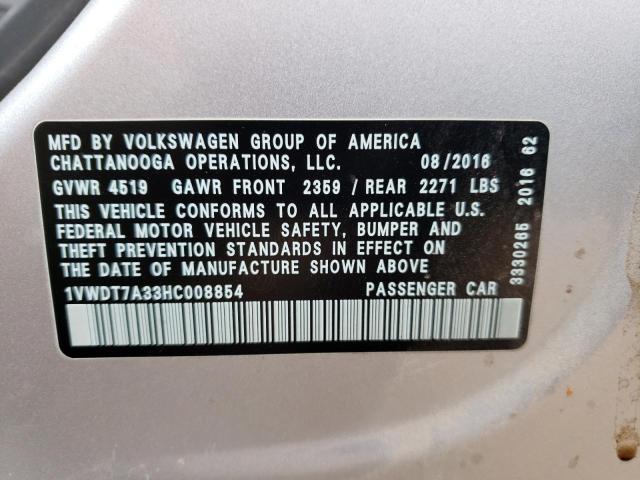 MFD BY VOLKSWAGEN GROUP OF AMERICA
CHATTANOOGA OPERATIONS, LLC. 08/2016
GVWR 4519 GAWR FRONT 2359 / REAR 2271 LBS
THIS VEHICLE CONFORMS TO ALL APPLICABLE U.S.
FEDERAL MOTOR VEHICLE SAFETY, BUMPER AND
THEFT PREVENTION STANDARDS IN EFFECT ON
THE DATE OF MANUFACTURE SHOWN ABOVE
1VWDT7A33HC008854 PASSENGER CAR
3330265 2016 62